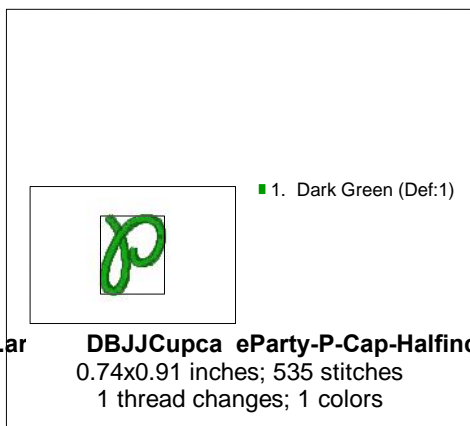 1. Dark Green (Def:1)
P
DBJJCupca eParty-P-Cap-Halfinc
0.74x0.91 inches; 535 stitches
1 thread changes; 1 colors